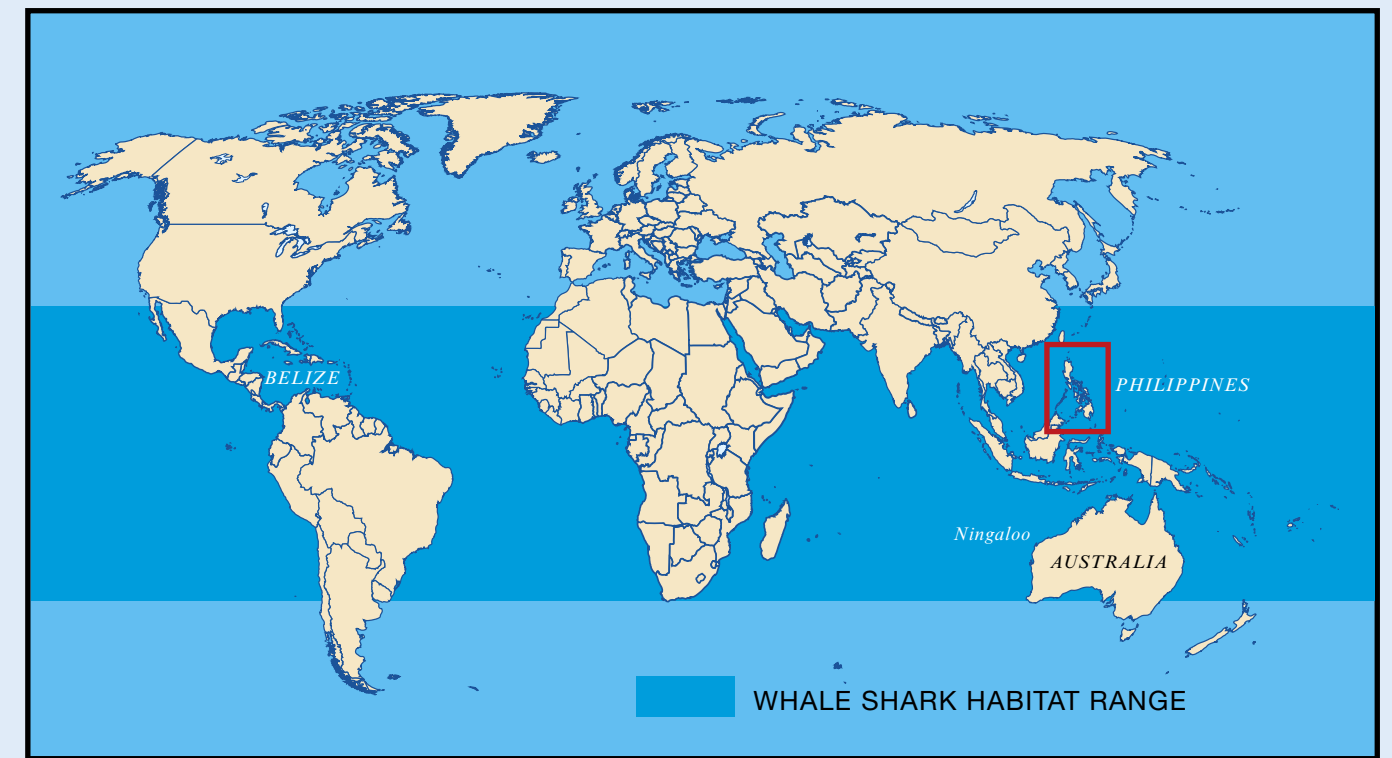 BELIZE
PHILIPPINES
Ningaloo
AUSTRALIA
WHALE SHARK HABITAT RANGE